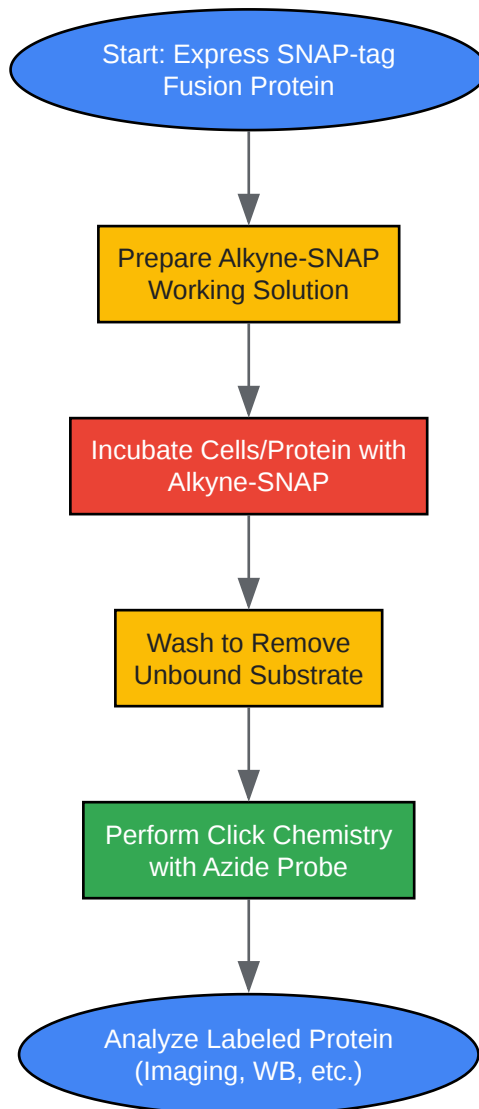 Start: Express SNAP-tag
Fusion Protein
Prepare Alkyne-SNAP
Working Solution
Incubate Cells/Protein with
Alkyne-SNAP
Wash to Remove
Unbound Substrate
Perform Click Chemistry
with Azide Probe
Analyze Labeled Protein
(Imaging, WB, etc.)